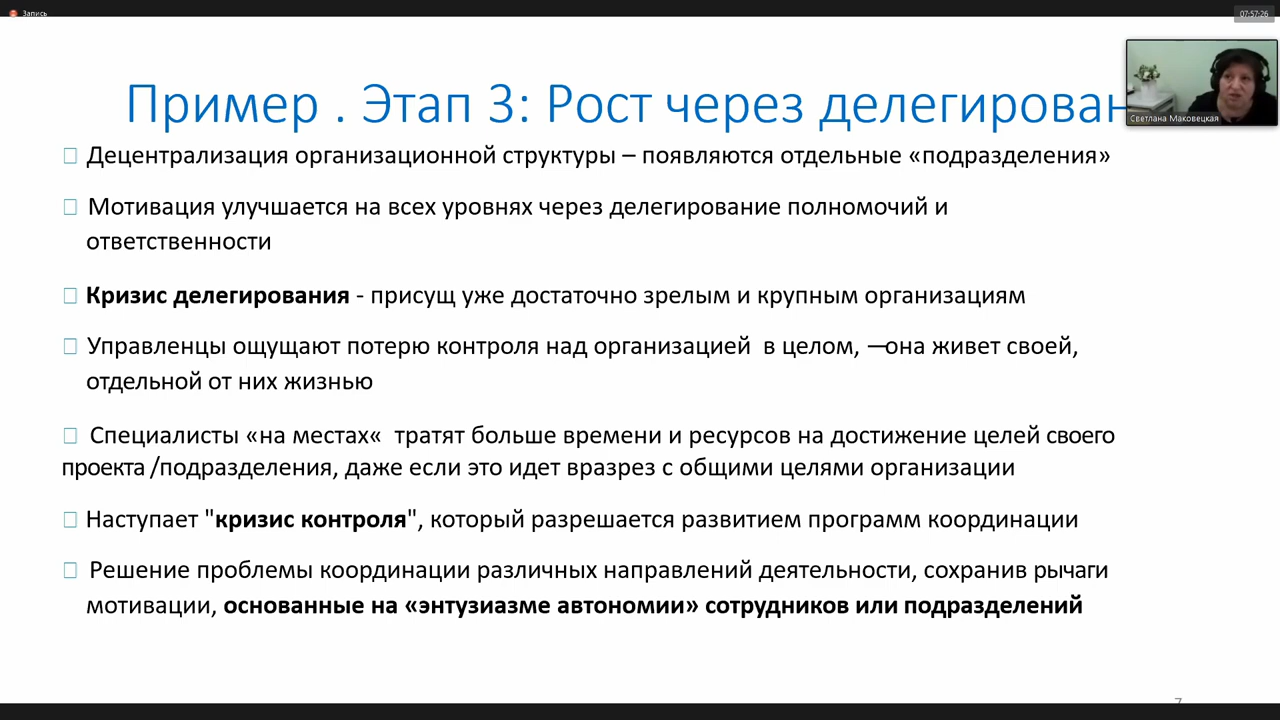 Запись
07:57:26
Светлана Маковецкая
Пример . Этап 3: Рост через делегирован
Децентрализация организационной структуры – появляются отдельные «подразделения»
Мотивация улучшается на всех уровнях через делегирование полномочий и
ответственности
Кризис делегирования - присущ уже достаточно зрелым и крупным организациям
Управленцы ощущают потерю контроля над организацией в целом, —она живет своей,
отдельной от них жизнью
Специалисты «на местах« тратят больше времени и ресурсов на достижение целей своего
проекта /подразделения, даже если это идет вразрез с общими целями организации
Наступает "кризис контроля", который разрешается развитием программ координации
Решение проблемы координации различных направлений деятельности, сохранив рычаги
мотивации, основанные на «энтузиазме автономии» сотрудников или подразделений